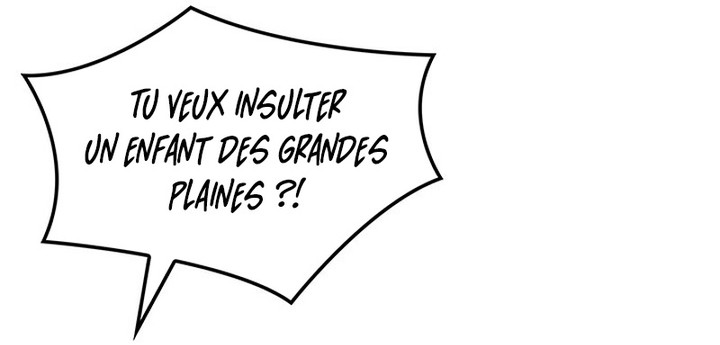 TU VEUX INSULTER
UN ENFANT DES GRANDES
PLAINES ?!